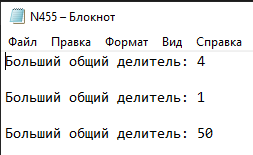 N455 – Блокнот
Файл Правка Формат Вид Справка
Больший общий делитель: 4
Больший общий делитель: 1
Больший общий делитель: 50